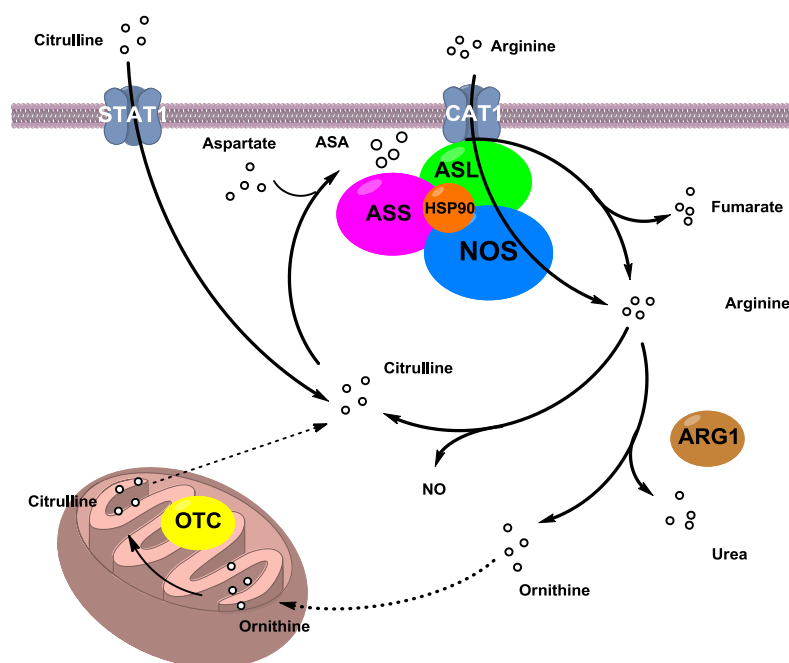 Citrulline
Arginine
STAT1
CAT1
Aspartate
ASA
ASL
ASS
HSP90
NOS
Fumarate
Arginine
Citrulline
ARG1
NO
Citrulline
OTC
Urea
Ornithine
Ornithine